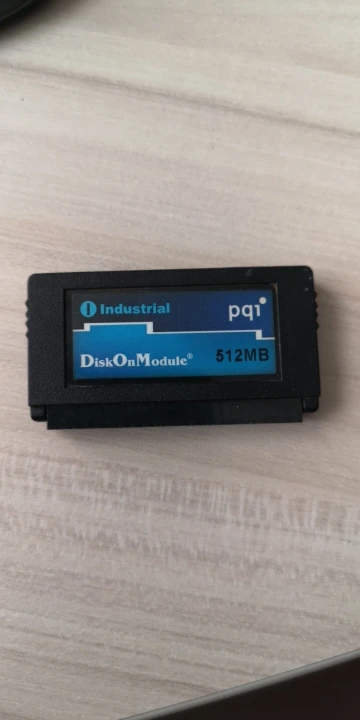 Industrial
pqi
DiskOnModule®
512MB